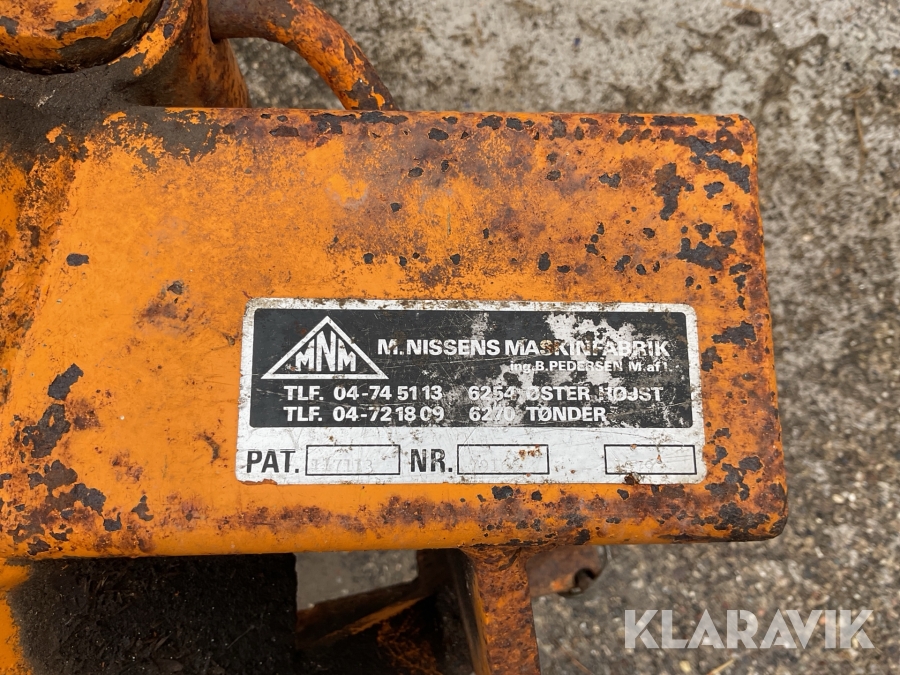 MNM
M. NISSENS MASKINFABRIK
ing. B. PEDERSEN M. af I.
TLF. 04-74 51 13 6254 ØSTER HØJST
TLF. 04-72 18 09 6270 TØNDER
PAT. NR.
KLARAVIK